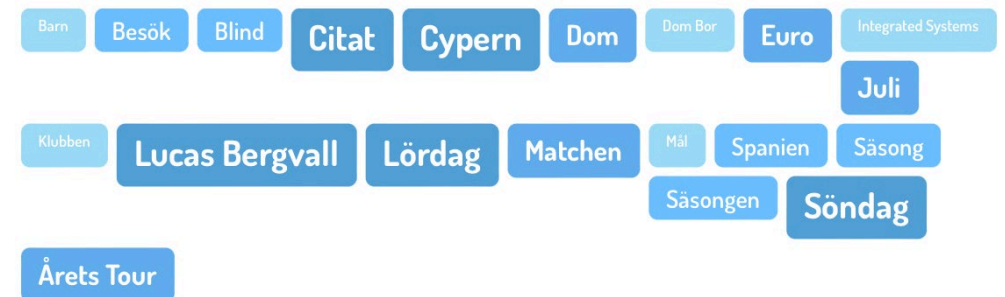 Barn Besök Blind Citat Cypern Dom Dom Bor Euro Integrated Systems
Juli
Klubben Lucas Bergvall Lördag Matchen Mål Spanien Säsong
Säsongen Söndag
Årets Tour